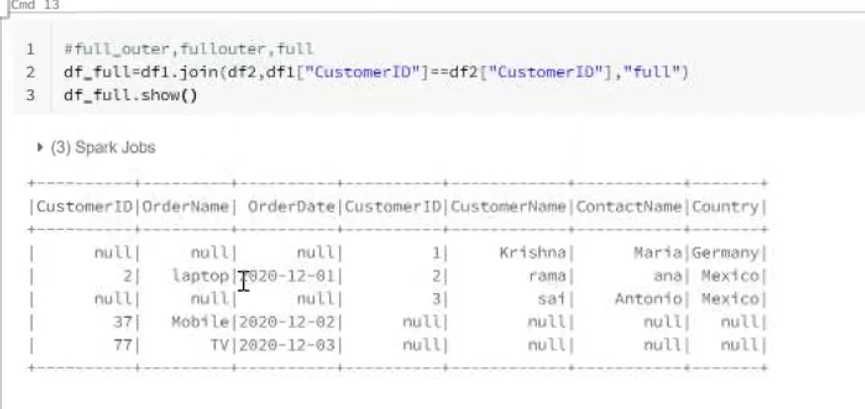 Cmd 13
1 #full_outer,fullouter,full
2 df_full=df1.join(df2,df1["CustomerID"]==df2["CustomerID"],"full")
3 df_full.show()
(3) Spark Jobs
+----------+---------+----------+----------+------------+-----------+-------+
|CustomerID|OrderName| OrderDate|CustomerID|CustomerName|ContactName|Country|
+----------+---------+----------+----------+------------+-----------+-------+
|      null|     null|      null|         1|     Krishna|      Maria|Germany|
|         2|   laptop|2020-12-01|         2|        rama|        ana| Mexico|
|      null|     null|      null|         3|         sai|    Antonio| Mexico|
|        37|   Mobile|2020-12-02|      null|        null|       null|   null|
|        77|       TV|2020-12-03|      null|        null|       null|   null|
+----------+---------+----------+----------+------------+-----------+-------+